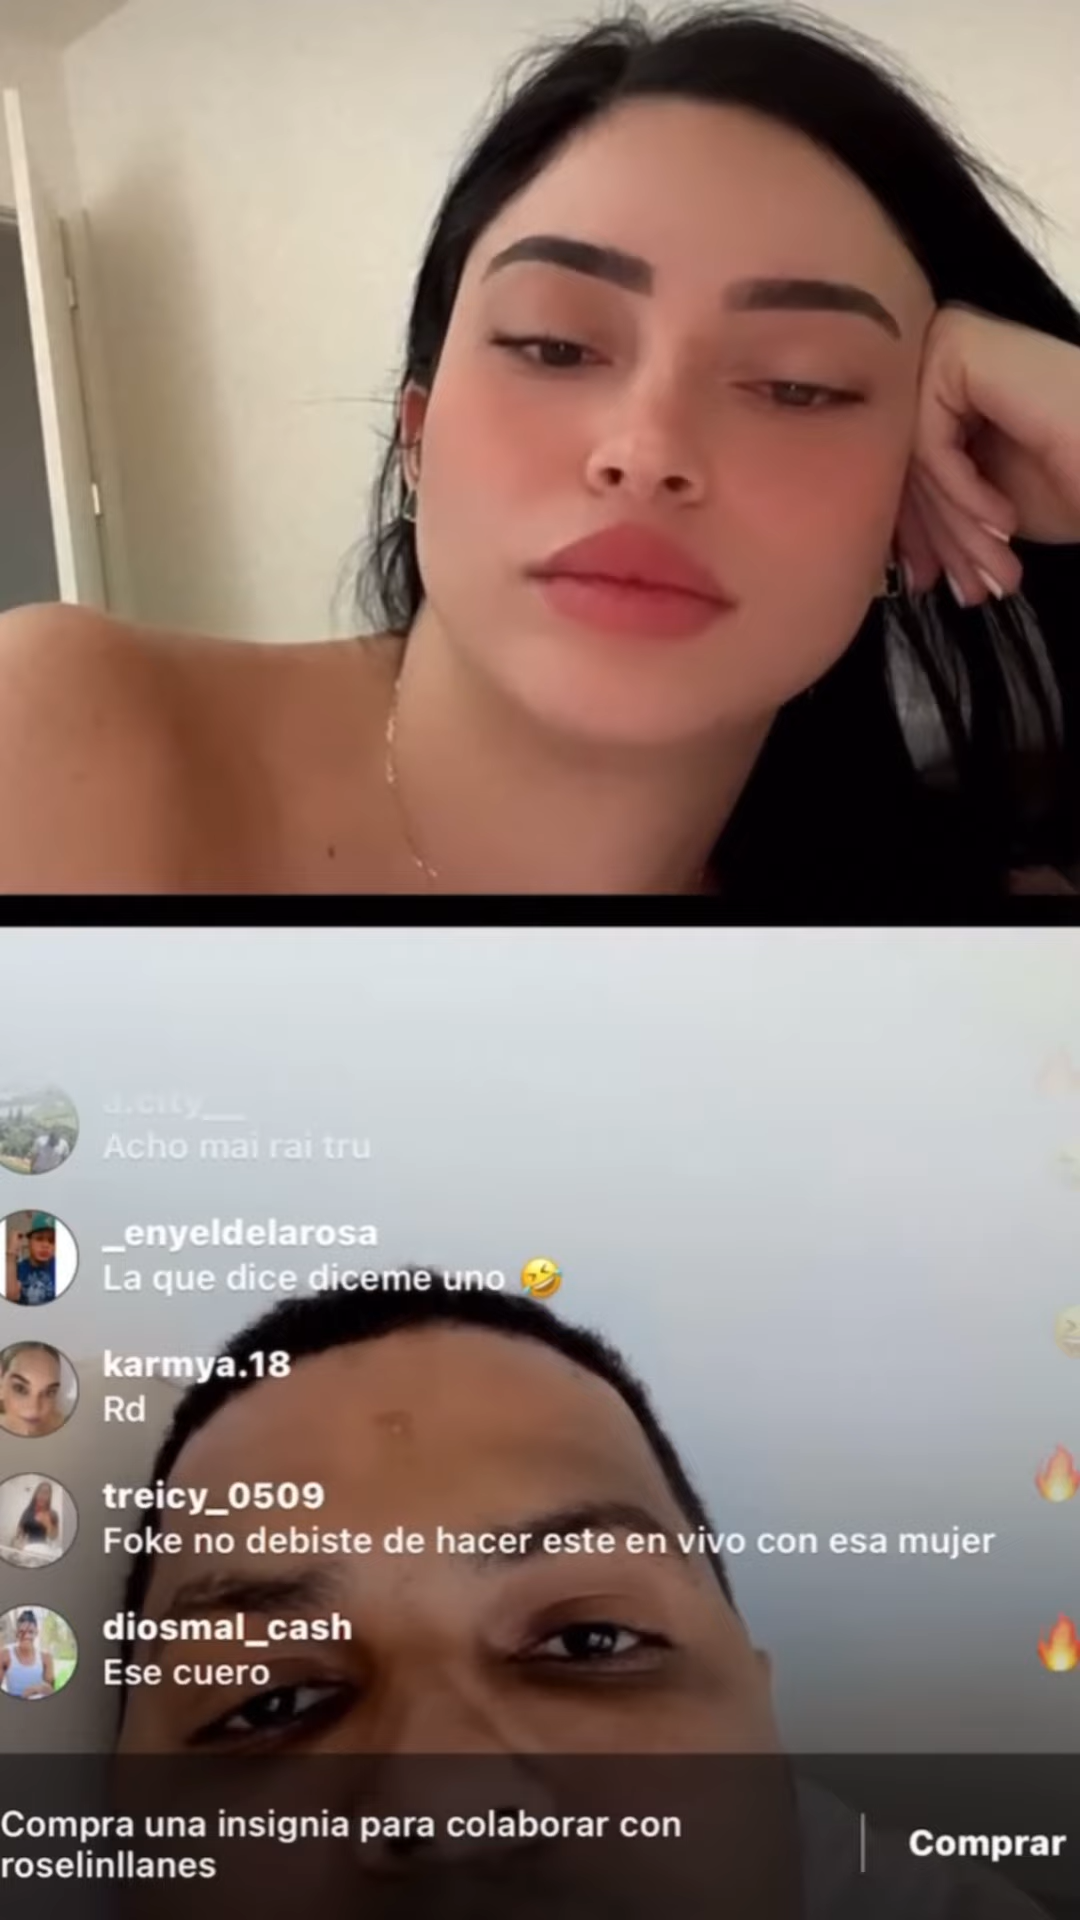 a.city__
Acho mai rai tru
_enyeldelarosa
La que dice diceme uno 🤣
karmya.18
Rd
treicy_0509
Foke no debiste de hacer este en vivo con esa mujer
diosmal_cash
Ese cuero
Compra una insignia para colaborar con
roselinllanes
Comprar